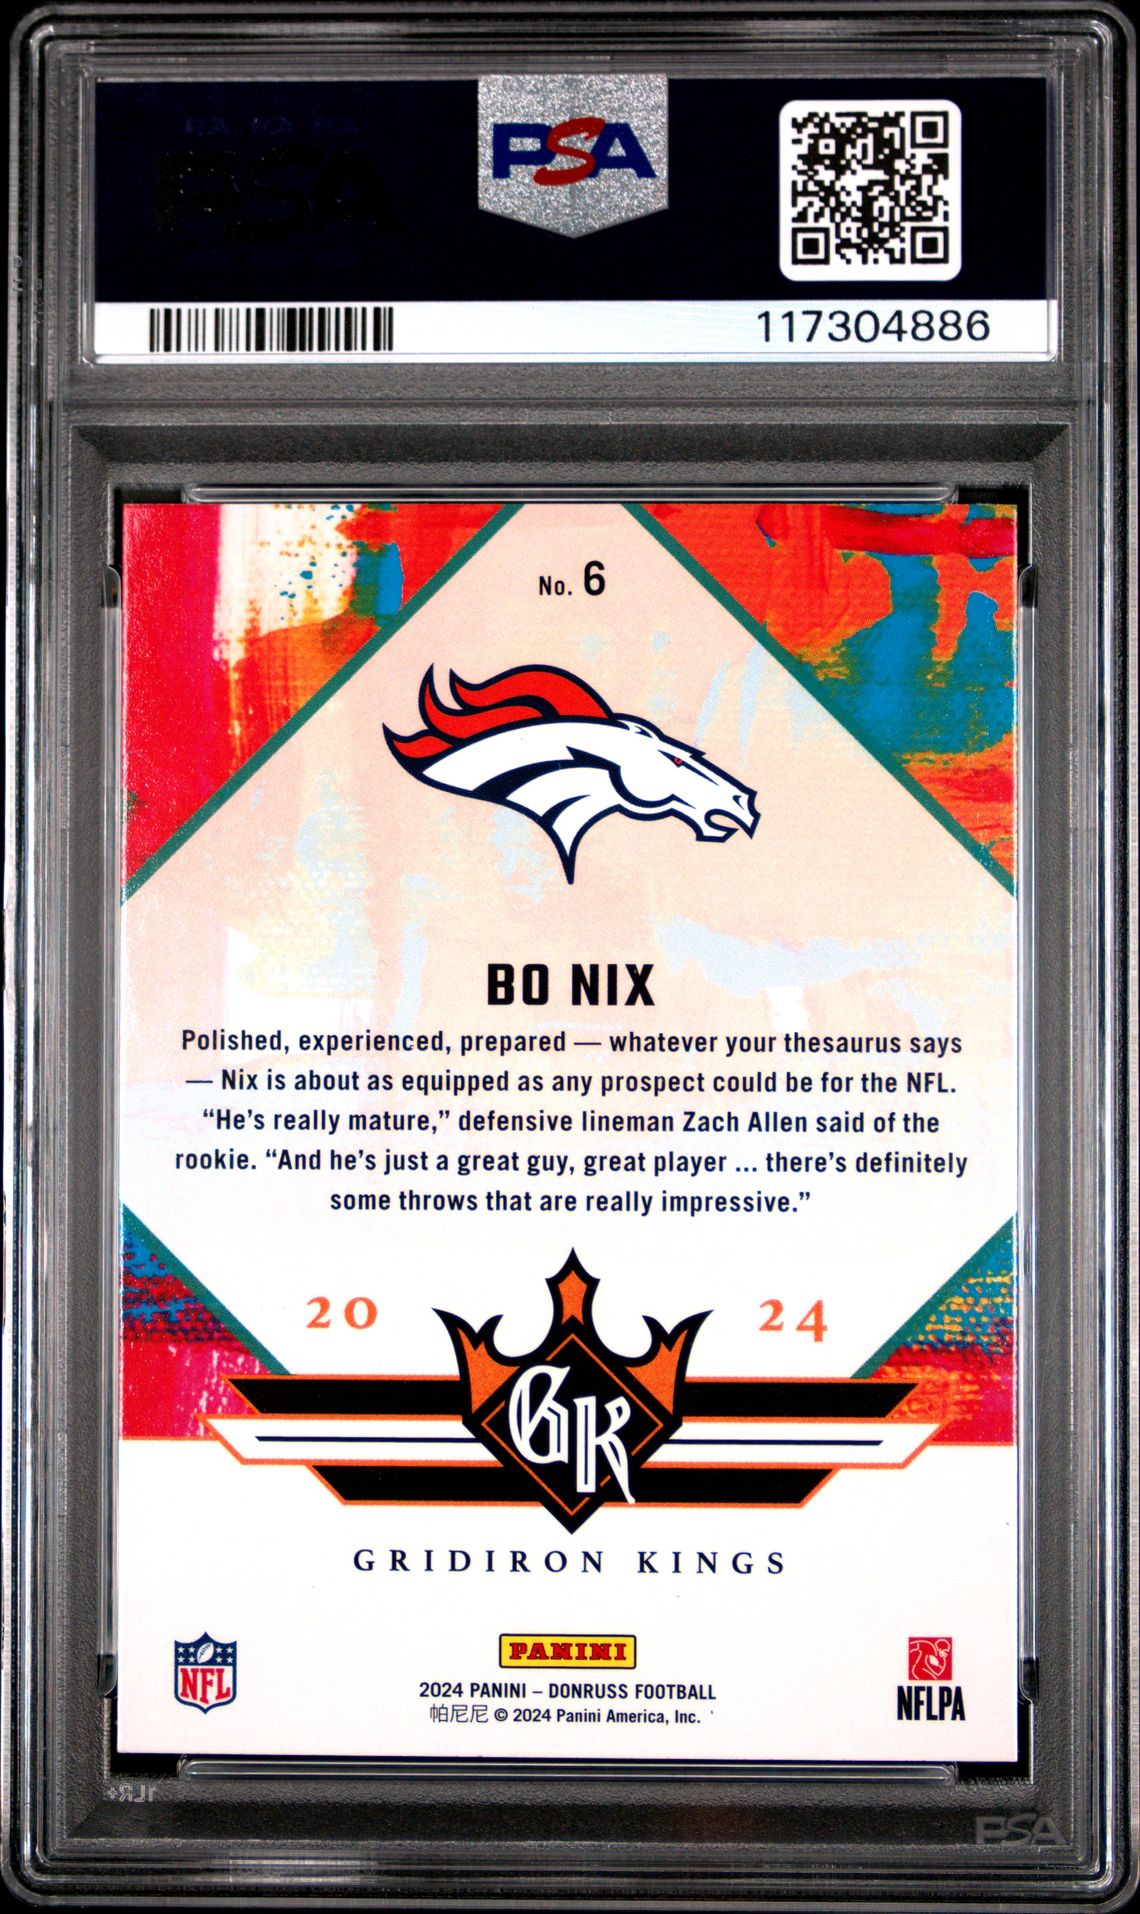 PSA
117304886
No. 6
BO NIX
Polished, experienced, prepared — whatever your thesaurus says
— Nix is about as equipped as any prospect could be for the NFL.
“He’s really mature,” defensive lineman Zach Allen said of the
rookie. “And he’s just a great guy, great player ... there’s definitely
some throws that are really impressive.”
20 24
GK
GRIDIRON KINGS
NFL
PANINI
NFLPA
2024 PANINI – DONRUSS FOOTBALL
帕尼尼 © 2024 Panini America, Inc.
1LR+
PSA